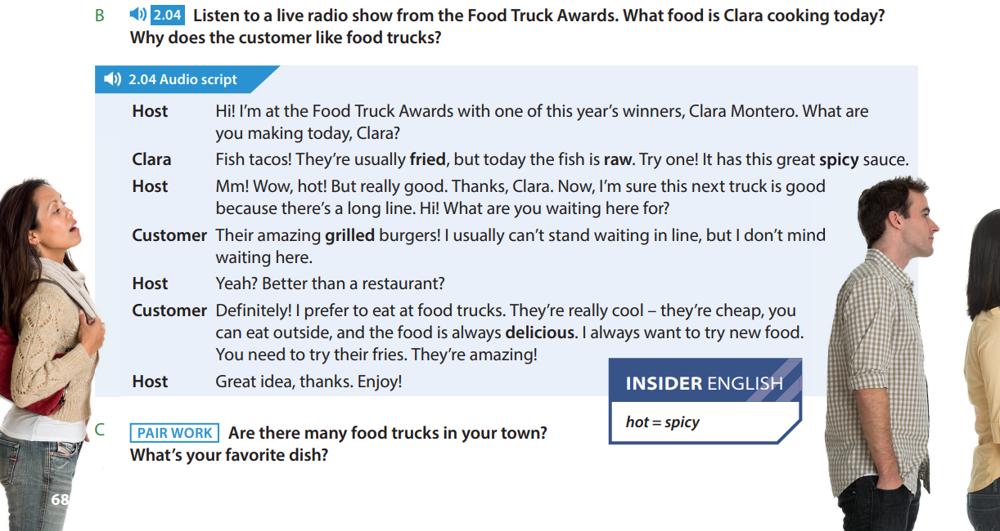 B 2.04 Listen to a live radio show from the Food Truck Awards. What food is Clara cooking today?
Why does the customer like food trucks?
2.04 Audio script
Host Hi! I'm at the Food Truck Awards with one of this year's winners, Clara Montero. What are
you making today, Clara?
Clara Fish tacos! They're usually fried, but today the fish is raw. Try one! It has this great spicy sauce.
Host Mm! Wow, hot! But really good. Thanks, Clara. Now, I'm sure this next truck is good
because there's a long line. Hi! What are you waiting here for?
Customer Their amazing grilled burgers! I usually can't stand waiting in line, but I don't mind
waiting here.
Host Yeah? Better than a restaurant?
Customer Definitely! I prefer to eat at food trucks. They're really cool – they're cheap, you
can eat outside, and the food is always delicious. I always want to try new food.
You need to try their fries. They're amazing!
Host Great idea, thanks. Enjoy!
INSIDER ENGLISH
hot = spicy
C PAIR WORK Are there many food trucks in your town?
What's your favorite dish?
68